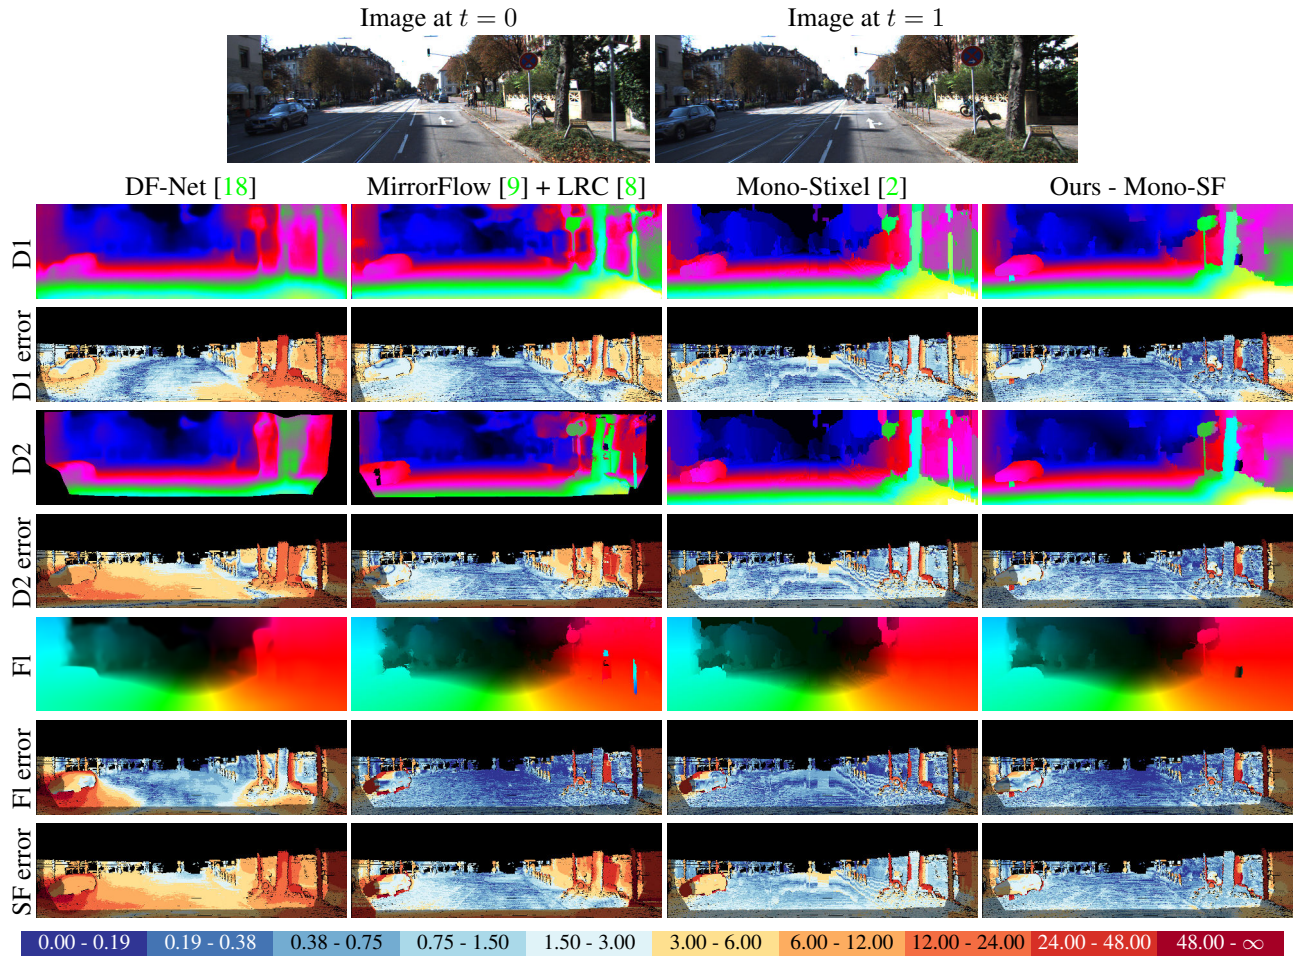 Image at t = 0
Image at t = 1
DF-Net [18]
MirrorFlow [9] + LRC [8]
Mono-Stixel [2]
Ours - Mono-SF
D1
D1 error
D2
D2 error
Fl
Fl error
SF error
0.00 - 0.19
0.19 - 0.38
0.38 - 0.75
0.75 - 1.50
1.50 - 3.00
3.00 - 6.00
6.00 - 12.00
12.00 - 24.00
24.00 - 48.00
48.00 - ∞